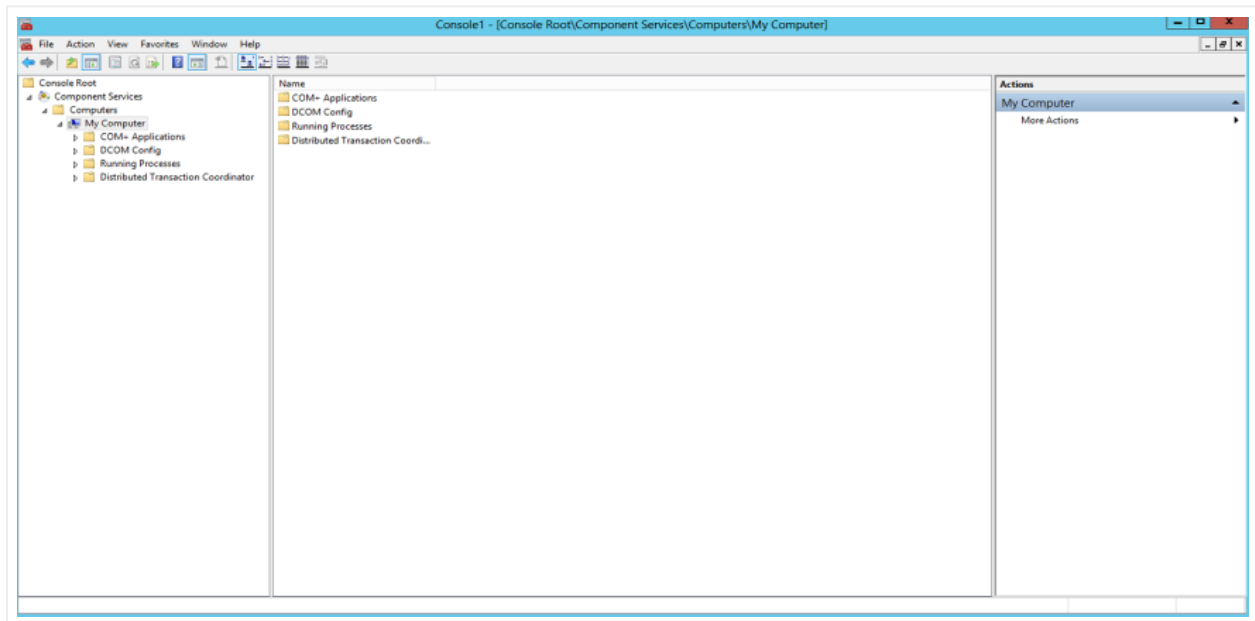 Console1 - [Console Root\Component Services\Computers\My Computer]
File Action View Favorites Window Help
Console Root
Component Services
Computers
My Computer
COM+ Applications
DCOM Config
Running Processes
Distributed Transaction Coordinator
Name
COM+ Applications
DCOM Config
Running Processes
Distributed Transaction Coordi...
Actions
My Computer
More Actions